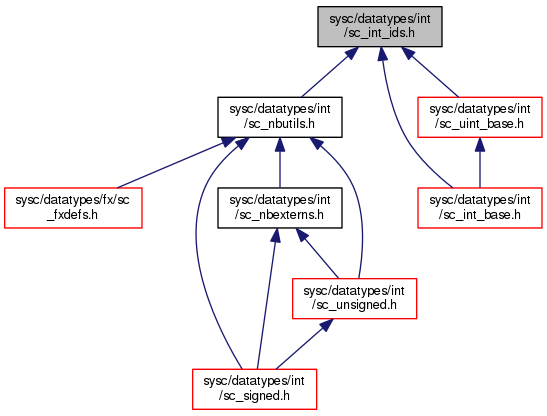 sysc/datatypes/int
/sc_int_ids.h
sysc/datatypes/int
/sc_nbutils.h
sysc/datatypes/int
/sc_uint_base.h
sysc/datatypes/fx/sc
_fxdefs.h
sysc/datatypes/int
/sc_nbexterns.h
sysc/datatypes/int
/sc_int_base.h
sysc/datatypes/int
/sc_unsigned.h
sysc/datatypes/int
/sc_signed.h